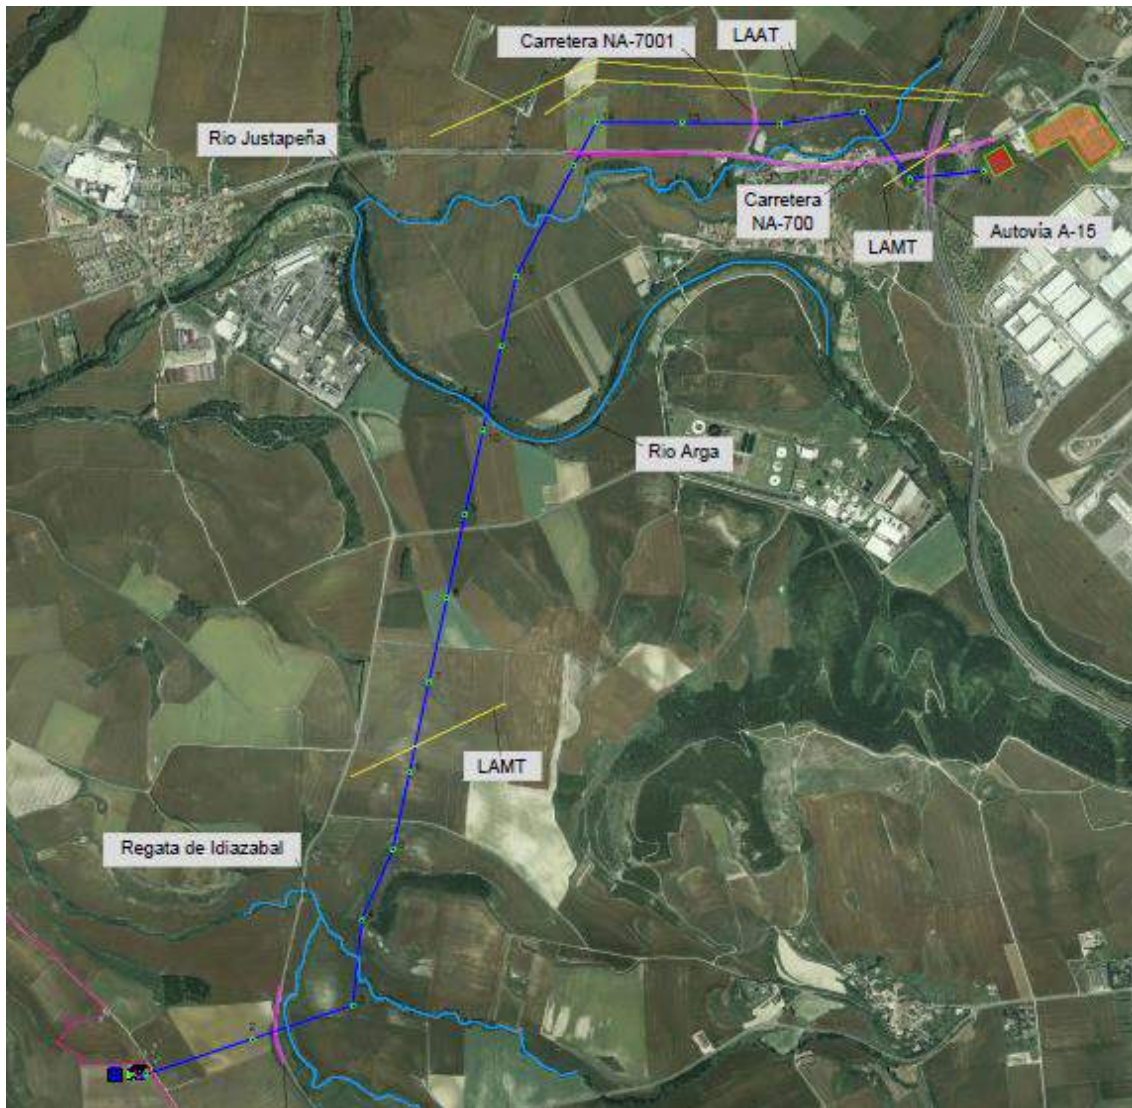 Carretera NA-7001
LAAT
Rio Justapeña
Carretera
NA-700
Autovía A-15
LAMT
Rio Arga
LAMT
Regata de Idiazabal